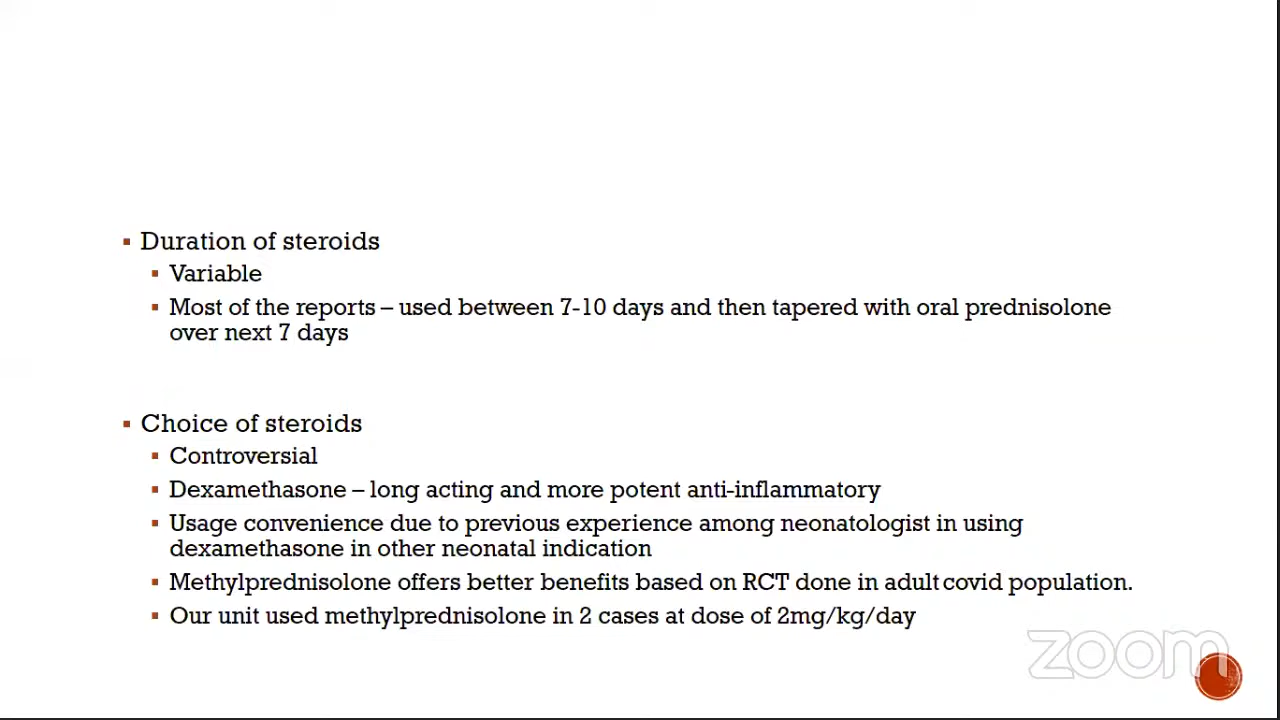 Duration of steroids
Variable
Most of the reports – used between 7-10 days and then tapered with oral prednisolone
over next 7 days
Choice of steroids
Controversial
Dexamethasone – long acting and more potent anti-inflammatory
Usage convenience due to previous experience among neonatologist in using
dexamethasone in other neonatal indication
Methylprednisolone offers better benefits based on RCT done in adult covid population.
Our unit used methylprednisolone in 2 cases at dose of 2mg/kg/day
zoom